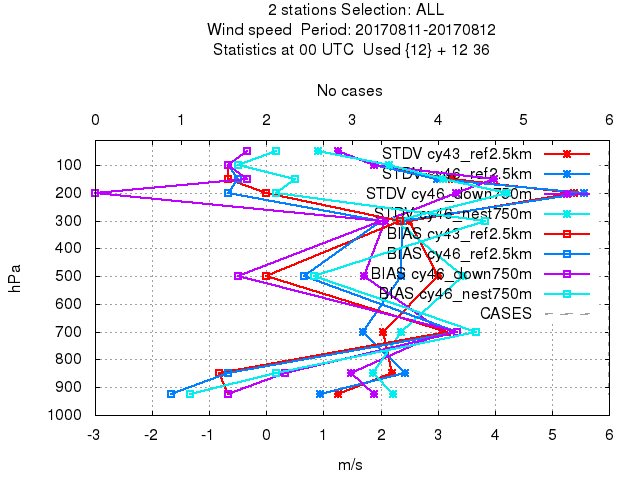 2 stations Selection: ALL
Wind speed  Period: 20170811-20170812
Statistics at 00 UTC  Used {12} + 12 36
No cases
0 1 2 3 4 5 6
STDV cy43_ref2.5km
STDV cy46_ref2.5km
STDV cy46_down750m
STDV cy46_nest750m
BIAS cy43_ref2.5km
BIAS cy46_ref2.5km
BIAS cy46_down750m
BIAS cy46_nest750m
CASES
hPa
100
200
300
400
500
600
700
800
900
1000
-3 -2 -1 0 1 2 3 4 5 6
m/s